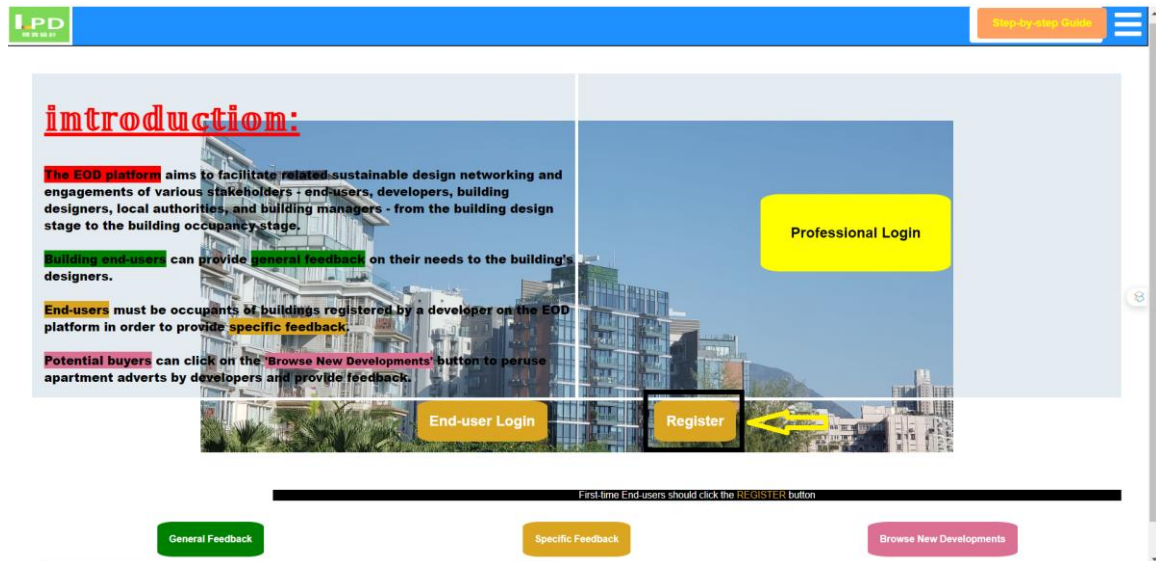 LPD
Step-by-step Guide
introduction:
The EOD platform aims to facilitate related sustainable design networking and
engagements of various stakeholders - end-users, developers, building
designers, local authorities, and building managers - from the building design
stage to the building occupancy stage.
Building end-users can provide general feedback on their needs to the building's
designers.
End-users must be occupants of buildings registered by a developer on the EOD
platform in order to provide specific feedback.
Potential buyers can click on the 'Browse New Developments' button to peruse
apartment adverts by developers and provide feedback.
Professional Login
End-user Login
Register
First-time End-users should click the REGISTER button
General Feedback
Specific Feedback
Browse New Developments